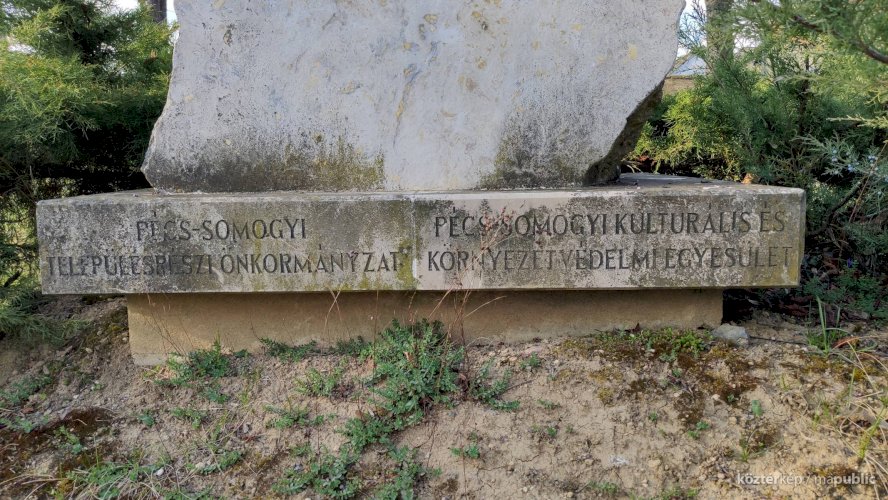 PÉCS-SOMOGYI
TELEPÜLÉSRÉSZI ÖNKORMÁNYZAT
PÉCS-SOMOGYI KULTURÁLIS ÉS
KÖRNYEZETVÉDELMI EGYESÜLET
köztérkép / mapublic